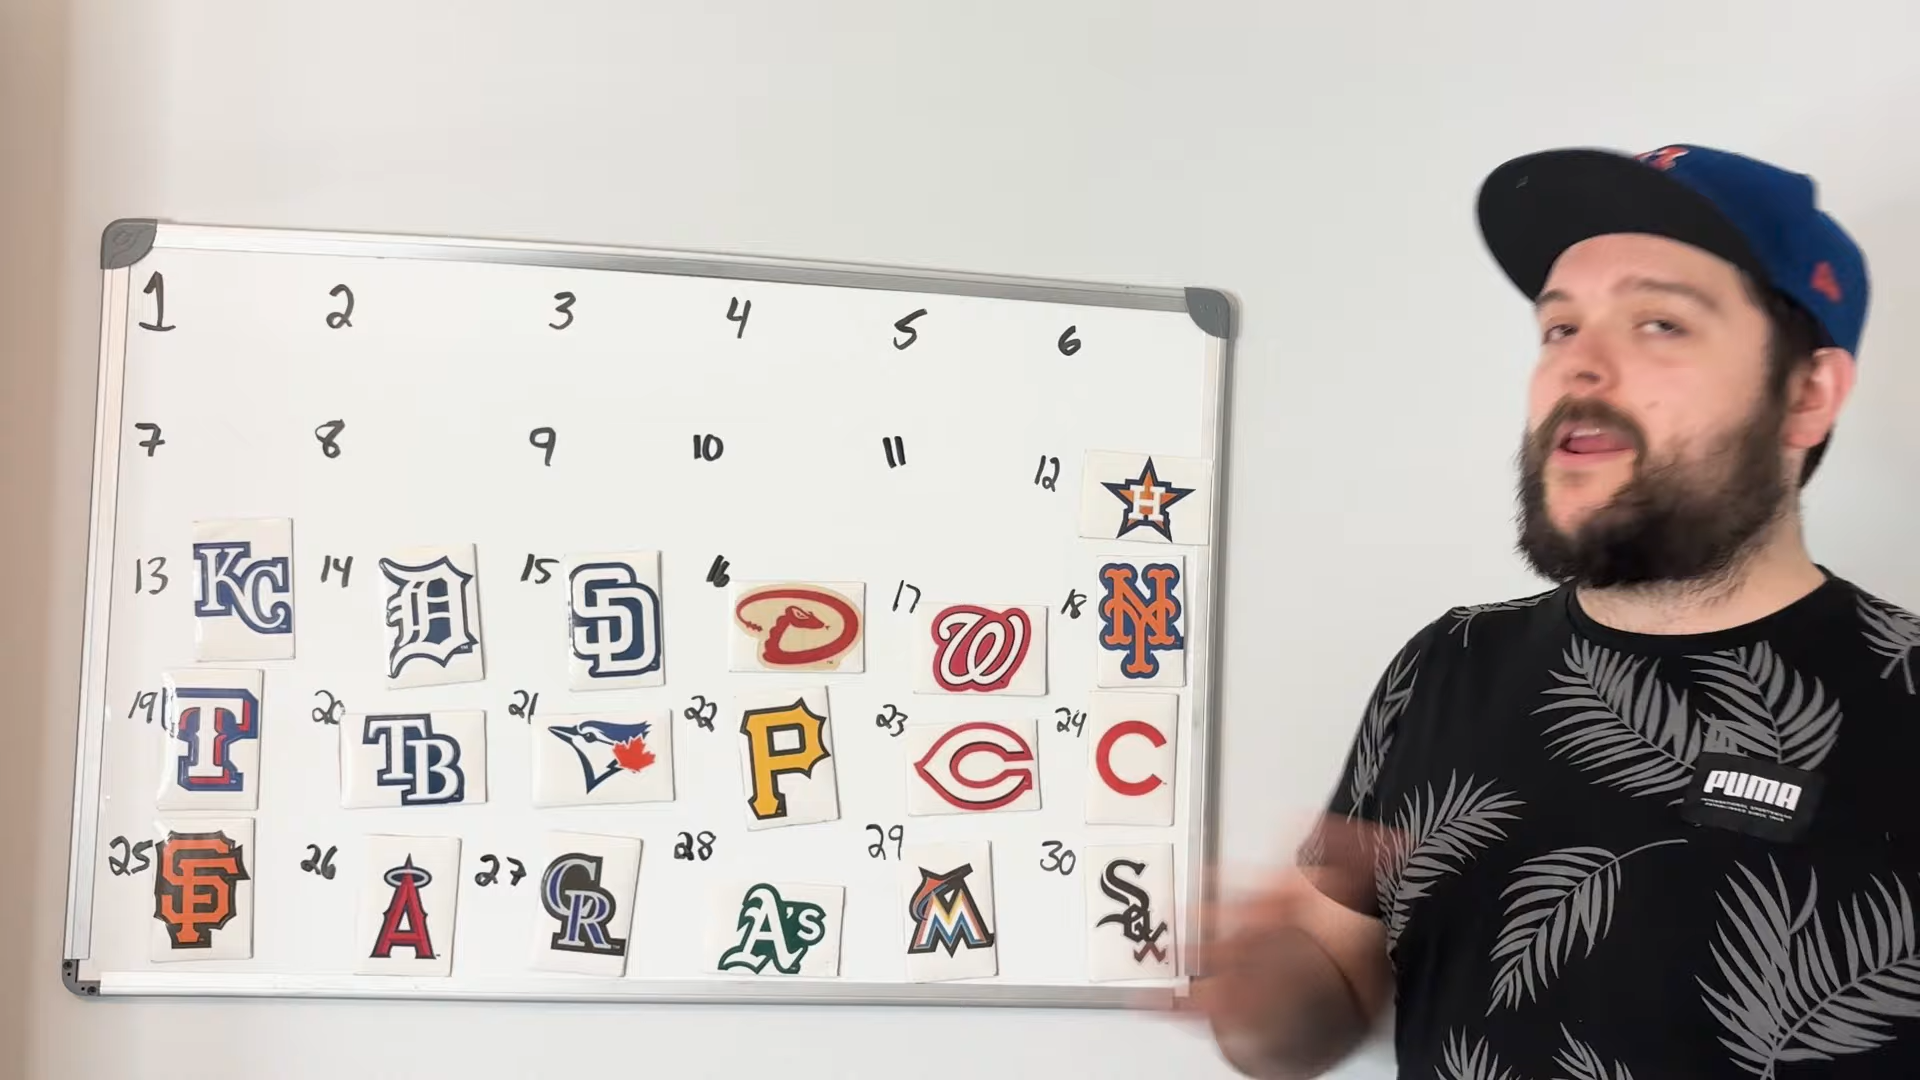 1 2 3 4 5 6
7 8 9 10 11 12
H
13 KC 14 D 15 SD 16 D 17 W 18 NY
19 T 20 TB 21 22 P 23 C 24 C
25 SF 26 A 27 CR 28 A's 29 M 30 Sox
PUMA